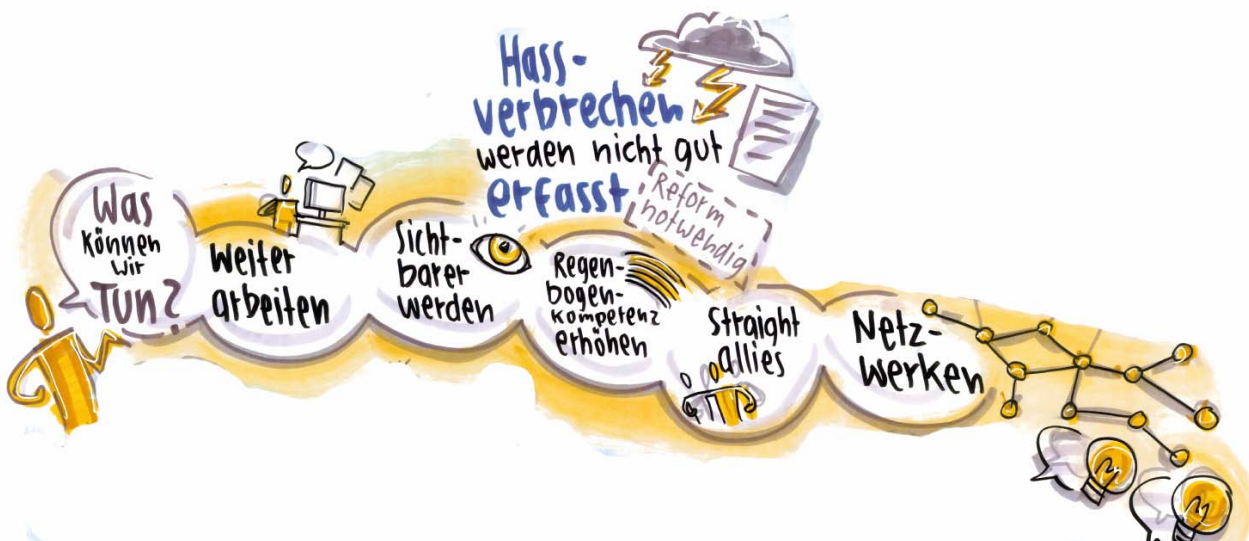 Hass-
verbrechen
werden nicht gut
erfasst
Reform
notwendig
Was
können
wir
Tun?
Weiter
arbeiten
Sicht-
barer
werden
Regen-
bogen-
kompetenz
erhöhen
Straight
allies
Netz-
werken